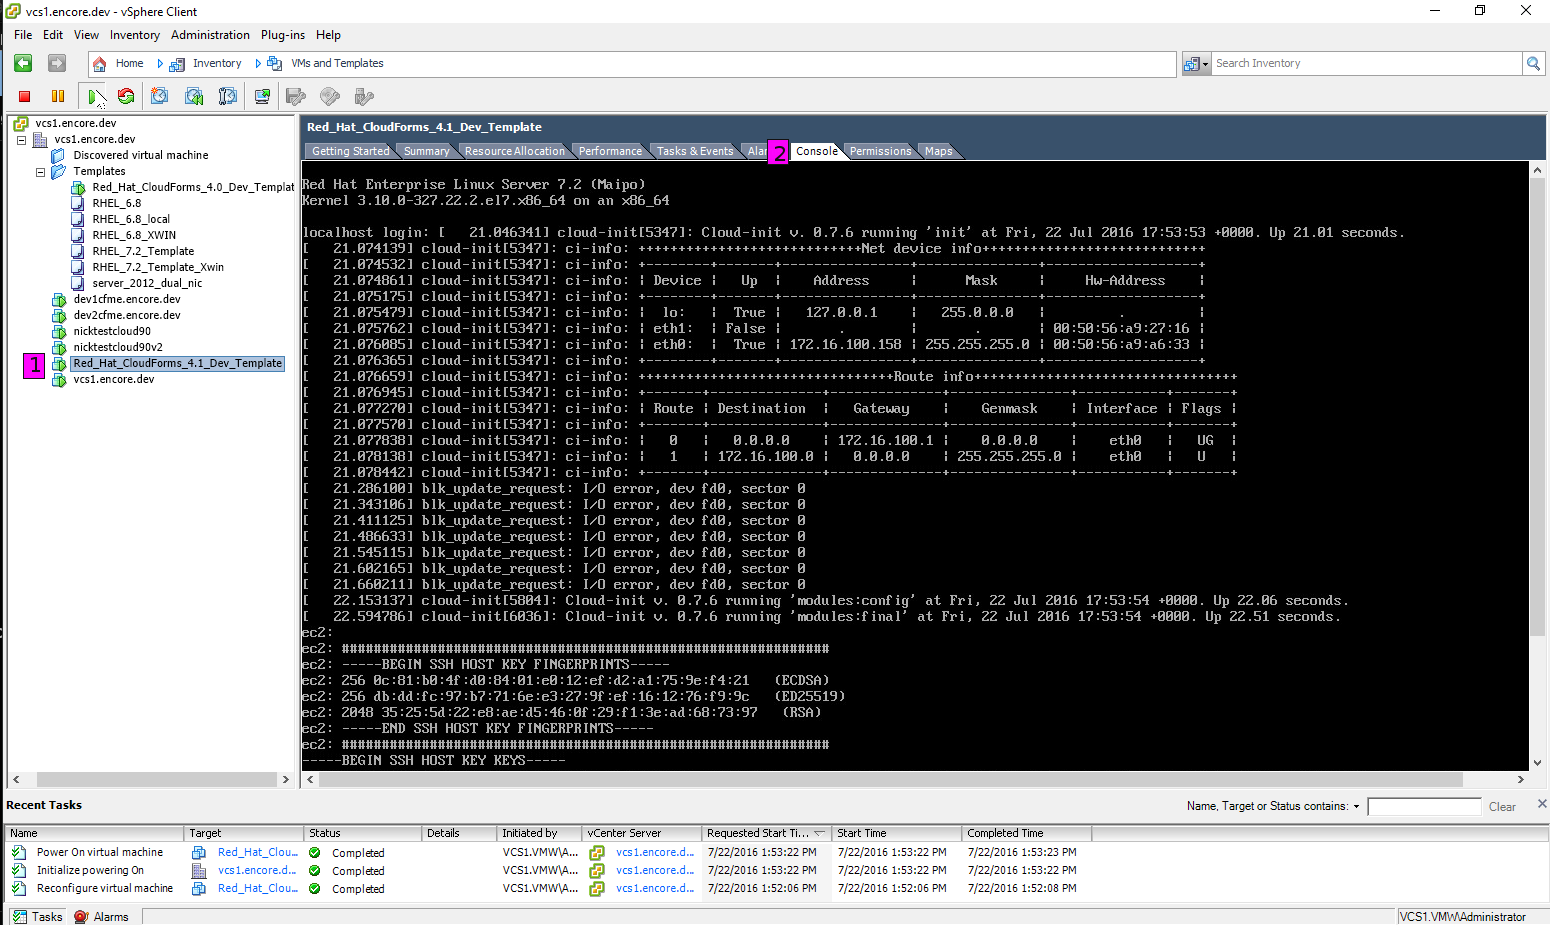 vcs1.encore.dev - vSphere Client
File Edit View Inventory Administration Plug-ins Help
Home Inventory VMs and Templates Search Inventory
vcs1.encore.dev
vcs1.encore.dev
Discovered virtual machine
Templates
Red_Hat_CloudForms_4.0_Dev_Templat
RHEL_6.8
RHEL_6.8_local
RHEL_6.8_XWIN
RHEL_7.2_Template
RHEL_7.2_Template_Xwin
server_2012_dual_nic
dev1cfme.encore.dev
dev2cfme.encore.dev
nicktestcloud90
nicktestcloud90v2
1 Red_Hat_CloudForms_4.1_Dev_Template
vcs1.encore.dev
Red_Hat_CloudForms_4.1_Dev_Template
Getting Started Summary Resource Allocation Performance Tasks & Events Alar 2 Console Permissions Maps
Red Hat Enterprise Linux Server 7.2 (Maipo)
Kernel 3.10.0-327.22.2.el7.x86_64 on an x86_64
localhost login: [   21.046341] cloud-init[5347]: Cloud-init v. 0.7.6 running 'init' at Fri, 22 Jul 2016 17:53:53 +0000. Up 21.01 seconds.
[   21.074139] cloud-init[5347]: ci-info: ++++++++++++++++++++++++++++Net device info++++++++++++++++++++++++++++
[   21.074532] cloud-init[5347]: ci-info: +--------+-------+----------------+---------------+-------------------+
[   21.074861] cloud-init[5347]: ci-info: | Device |   Up  |    Address     |      Mask     |     Hw-Address    |
[   21.075175] cloud-init[5347]: ci-info: +--------+-------+----------------+---------------+-------------------+
[   21.075479] cloud-init[5347]: ci-info: |  lo:   |  True |   127.0.0.1    |   255.0.0.0   |         .         |
[   21.075762] cloud-init[5347]: ci-info: | eth1:  | False |       .        |       .       | 00:50:56:a9:27:16 |
[   21.076085] cloud-init[5347]: ci-info: | eth0:  |  True | 172.16.100.158 | 255.255.255.0 | 00:50:56:a9:a6:33 |
[   21.076365] cloud-init[5347]: ci-info: +--------+-------+----------------+---------------+-------------------+
[   21.076659] cloud-init[5347]: ci-info: ++++++++++++++++++++++++++++++++Route info+++++++++++++++++++++++++++++++++
[   21.076945] cloud-init[5347]: ci-info: +-------+--------------+--------------+---------------+-----------+-------+
[   21.077270] cloud-init[5347]: ci-info: | Route | Destination  |   Gateway    |    Genmask    | Interface | Flags |
[   21.077570] cloud-init[5347]: ci-info: +-------+--------------+--------------+---------------+-----------+-------+
[   21.077838] cloud-init[5347]: ci-info: |   0   |   0.0.0.0    | 172.16.100.1 |    0.0.0.0    |    eth0   |   UG  |
[   21.078138] cloud-init[5347]: ci-info: |   1   | 172.16.100.0 |   0.0.0.0    | 255.255.255.0 |    eth0   |   U   |
[   21.078442] cloud-init[5347]: ci-info: +-------+--------------+--------------+---------------+-----------+-------+
[   21.286100] blk_update_request: I/O error, dev fd0, sector 0
[   21.343106] blk_update_request: I/O error, dev fd0, sector 0
[   21.411125] blk_update_request: I/O error, dev fd0, sector 0
[   21.486633] blk_update_request: I/O error, dev fd0, sector 0
[   21.545115] blk_update_request: I/O error, dev fd0, sector 0
[   21.602165] blk_update_request: I/O error, dev fd0, sector 0
[   21.660211] blk_update_request: I/O error, dev fd0, sector 0
[   22.153137] cloud-init[5804]: Cloud-init v. 0.7.6 running 'modules:config' at Fri, 22 Jul 2016 17:53:54 +0000. Up 22.06 seconds.
[   22.594786] cloud-init[6036]: Cloud-init v. 0.7.6 running 'modules:final' at Fri, 22 Jul 2016 17:53:54 +0000. Up 22.51 seconds.
ec2:
ec2: #############################################################
ec2: -----BEGIN SSH HOST KEY FINGERPRINTS-----
ec2: 256 0c:81:b0:4f:d0:84:01:e0:12:ef:d2:a1:75:9e:f4:21   (ECDSA)
ec2: 256 db:dd:fc:97:b7:71:6e:e3:27:9f:ef:16:12:76:f9:9c   (ED25519)
ec2: 2048 35:25:5d:22:e8:ae:d5:46:0f:29:f1:3e:ad:68:73:97   (RSA)
ec2: -----END SSH HOST KEY FINGERPRINTS-----
ec2: #############################################################
-----BEGIN SSH HOST KEY KEYS-----
Recent Tasks Name, Target or Status contains: Clear
Name Target Status Details Initiated by vCenter Server Requested Start Ti... Start Time Completed Time
Power On virtual machine Red_Hat_Clou... Completed VCS1.VMW\A... vcs1.encore.d... 7/22/2016 1:53:22 PM 7/22/2016 1:53:22 PM 7/22/2016 1:53:23 PM
Initialize powering On vcs1.encore.d... Completed VCS1.VMW\A... vcs1.encore.d... 7/22/2016 1:53:22 PM 7/22/2016 1:53:22 PM 7/22/2016 1:53:22 PM
Reconfigure virtual machine Red_Hat_Clou... Completed VCS1.VMW\A... vcs1.encore.d... 7/22/2016 1:52:06 PM 7/22/2016 1:52:06 PM 7/22/2016 1:52:08 PM
Tasks Alarms VCS1.VMW\Administrator